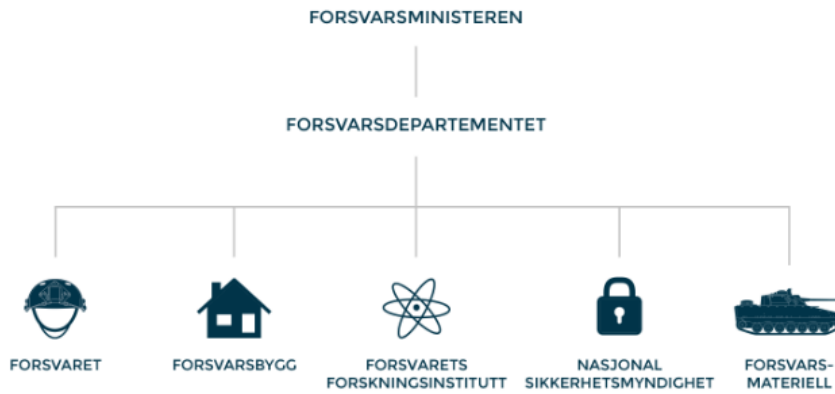 FORSVARSMINISTEREN
FORSVARSDEPARTEMENTET
FORSVARET
FORSVARSBYGG
FORSVARETS
FORSKNINGSINSTITUTT
NASJONAL
SIKKERHETSMYNDIGHET
FORSVARS-
MATERIELL